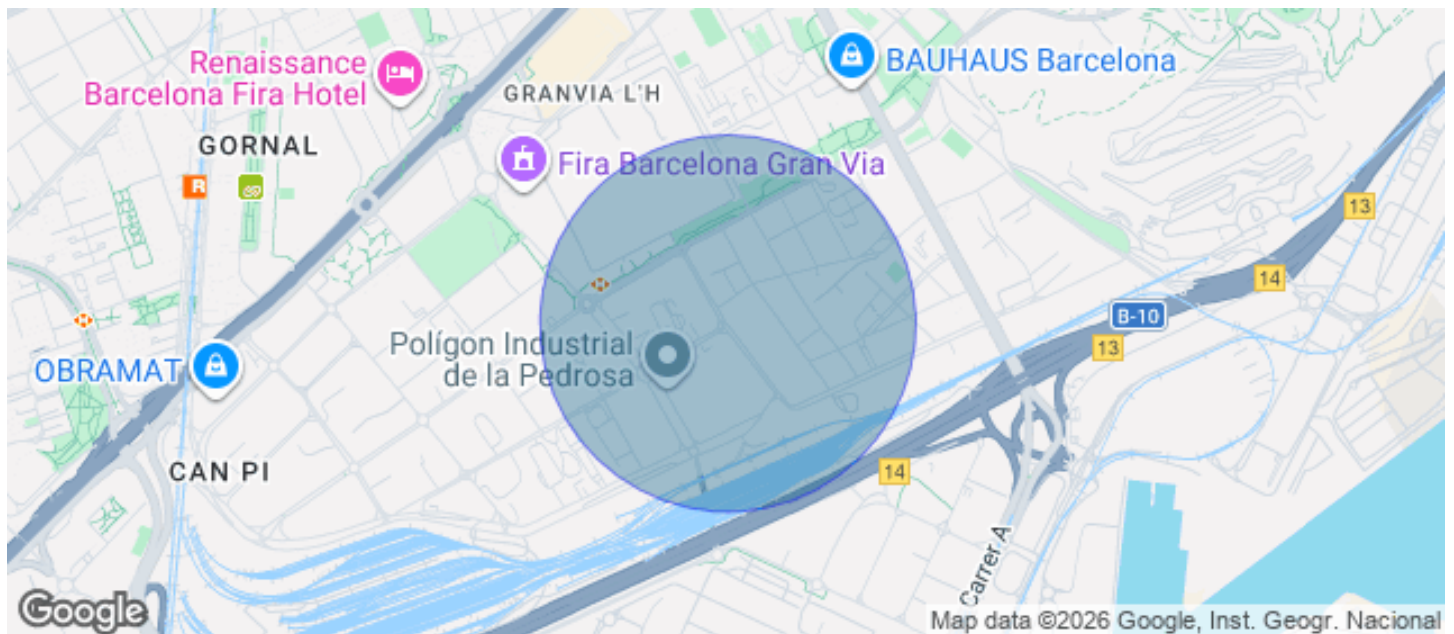 Renaissance
Barcelona Fira Hotel
GRANVIA L'H
BAUHAUS Barcelona
GORNAL
Fira Barcelona Gran Via
R
13
14
B-10
13
Polígon Industrial
de la Pedrosa
OBRAMAT
CAN PI
14
Carrer A
Google
Map data ©2026 Google, Inst. Geogr. Nacional